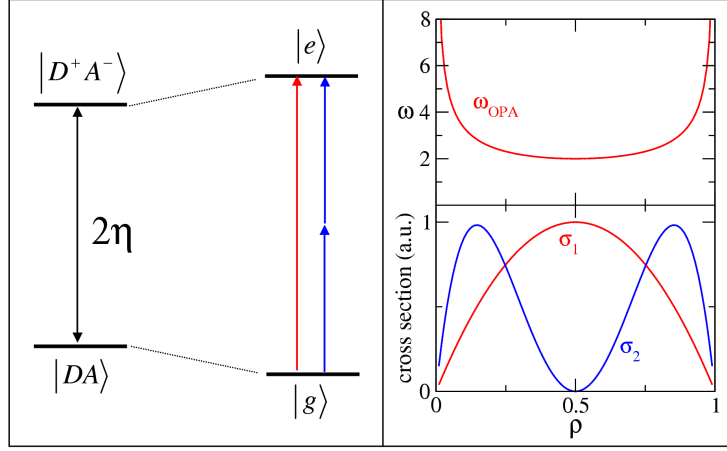 |D⁺A⁻⟩
2η
|DA⟩
|e⟩
|g⟩
8
6
ω 4
2
ω_OPA
cross section (a.u.)
1
0
σ₁
σ₂
0 0.5 1
ρ